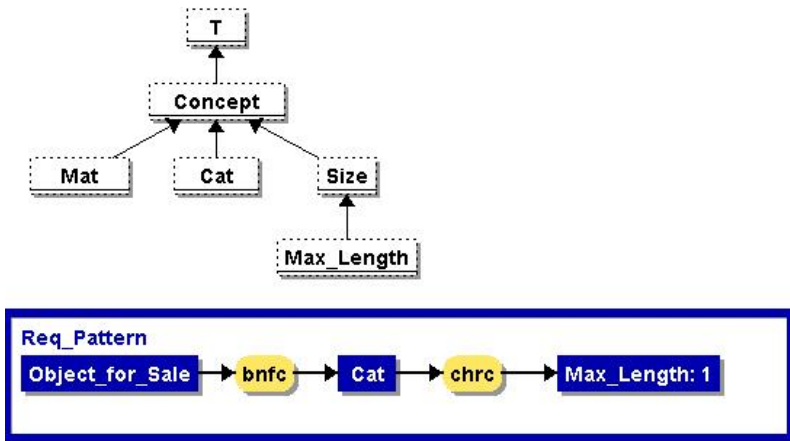 T
Concept
Mat Cat Size
Max_Length
Req_Pattern
Object_for_Sale bnfc Cat chrc Max_Length: 1